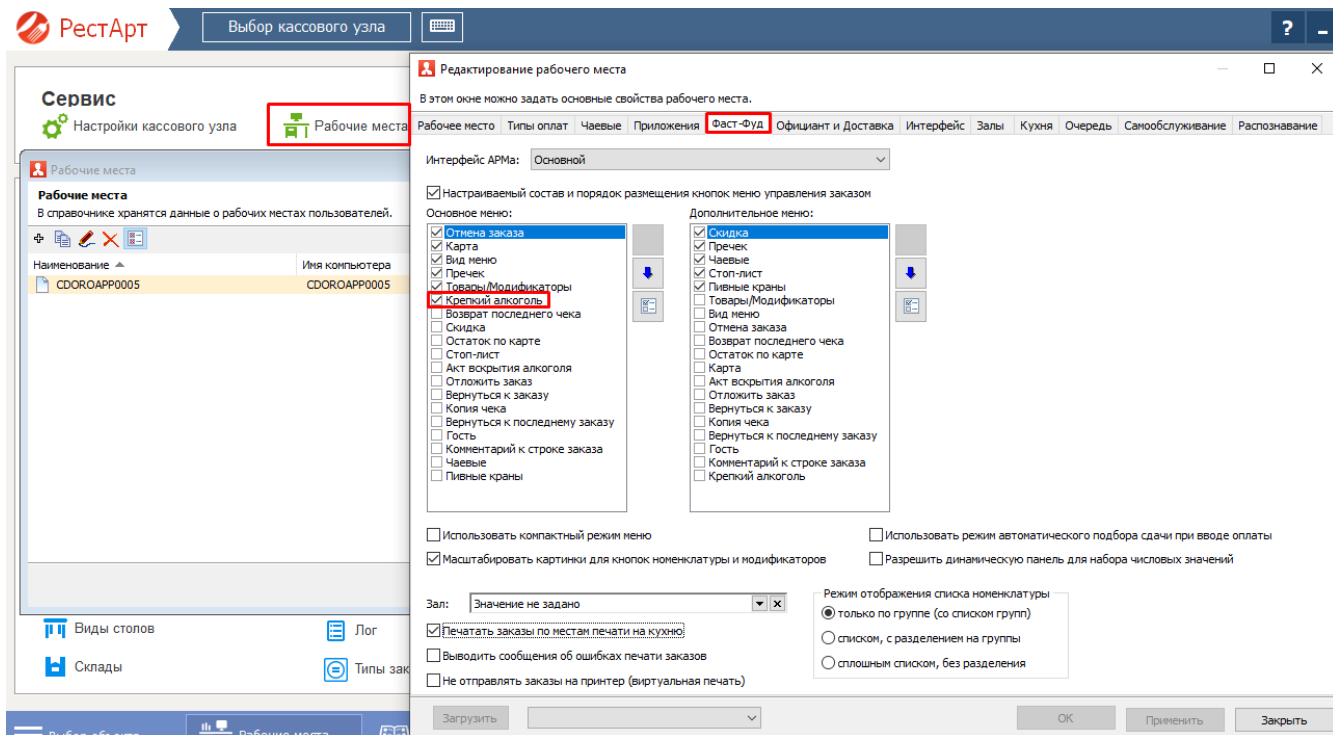 РестАрт
Выбор кассового узла
?
Сервис
Настройки кассового узла
Рабочие места
Рабочие места
Рабочие места
В справочнике хранятся данные о рабочих местах пользователей.
Наименование
Имя компьютера
CDOROAPP0005
CDOROAPP0005
Виды столов
Лог
Склады
Типы зак
Рабочие места
Редактирование рабочего места
В этом окне можно задать основные свойства рабочего места.
Рабочее место Типы оплат Чаевые Приложения Фаст-Фуд Официант и Доставка Интерфейс Залы Кухня Очередь Самообслуживание Распознавание
Интерфейс АРМа: Основной
Настраиваемый состав и порядок размещения кнопок меню управления заказом
Основное меню:
Отмена заказа
Карта
Вид меню
Пречек
Товары/Модификаторы
Крепкий алкоголь
Возврат последнего чека
Скидка
Остаток по карте
Стоп-лист
Акт вскрытия алкоголя
Отложить заказ
Вернуться к заказу
Копия чека
Вернуться к последнему заказу
Гость
Комментарий к строке заказа
Чаевые
Пивные краны
Дополнительное меню:
Скидка
Пречек
Чаевые
Стоп-лист
Пивные краны
Товары/Модификаторы
Вид меню
Отмена заказа
Возврат последнего чека
Остаток по карте
Карта
Акт вскрытия алкоголя
Отложить заказ
Вернуться к заказу
Копия чека
Вернуться к последнему заказу
Гость
Комментарий к строке заказа
Крепкий алкоголь
Использовать компактный режим меню
Использовать режим автоматического подбора сдачи при вводе оплаты
Масштабировать картинки для кнопок номенклатуры и модификаторов
Разрешить динамическую панель для набора числовых значений
Зал: Значение не задано
Печатать заказы по местам печати на кухню
Выводить сообщения об ошибках печати заказов
Не отправлять заказы на принтер (виртуальная печать)
Режим отображения списка номенклатуры
только по группе (со списком групп)
списком, с разделением на группы
сплошным списком, без разделения
Загрузить
ОК
Применить
Закрыть